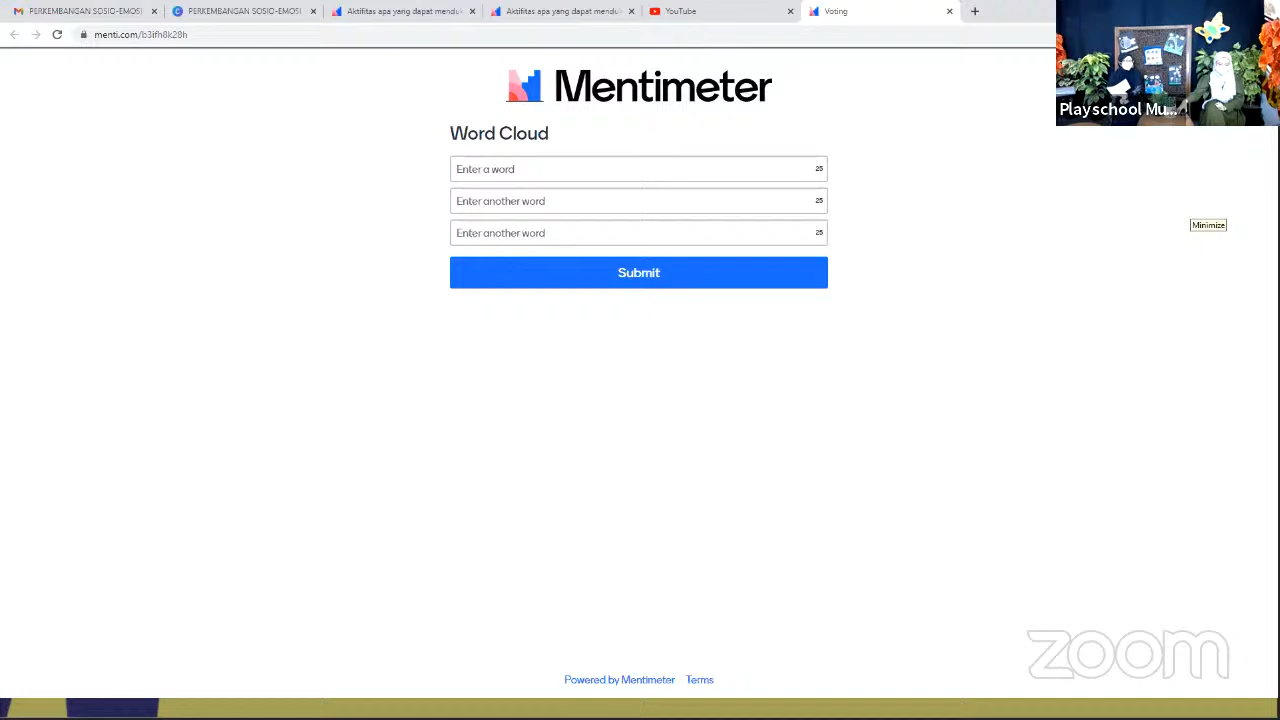 PERKEMBANGAN SOSIO-EMOSI
PERKEMBANGAN SOSIO-EMOSI
Aktifitas apa yang dapat menduk
Aktifitas apa yang dapat menduk
YouTube
Voting
menti.com/b3ifh8k28h
Playschool Mu...
Mentimeter
Word Cloud
Enter a word 25
Enter another word 25
Enter another word 25
Minimize
Submit
zoom
Powered by Mentimeter Terms